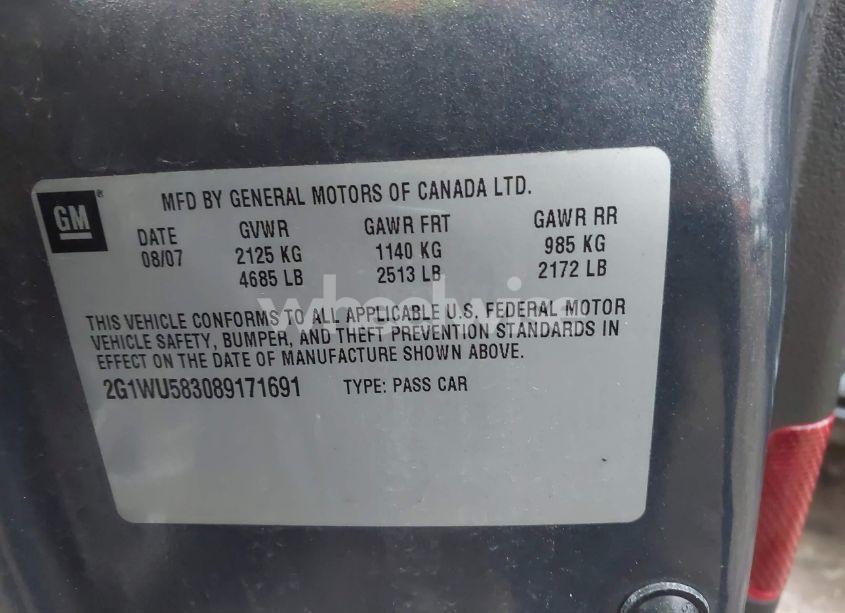 GM ®
MFD BY GENERAL MOTORS OF CANADA LTD.
DATE GVWR GAWR FRT GAWR RR
08/07 2125 KG 1140 KG 985 KG
4685 LB 2513 LB 2172 LB
THIS VEHICLE CONFORMS TO ALL APPLICABLE U.S. FEDERAL MOTOR
VEHICLE SAFETY, BUMPER, AND THEFT PREVENTION STANDARDS IN
EFFECT ON THE DATE OF MANUFACTURE SHOWN ABOVE.
2G1WU583089171691 TYPE: PASS CAR